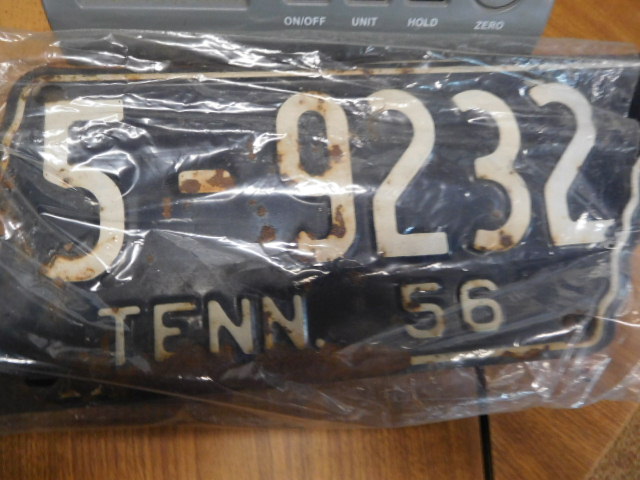 ON/OFF UNIT HOLD ZERO
5-9232
TENN. 56